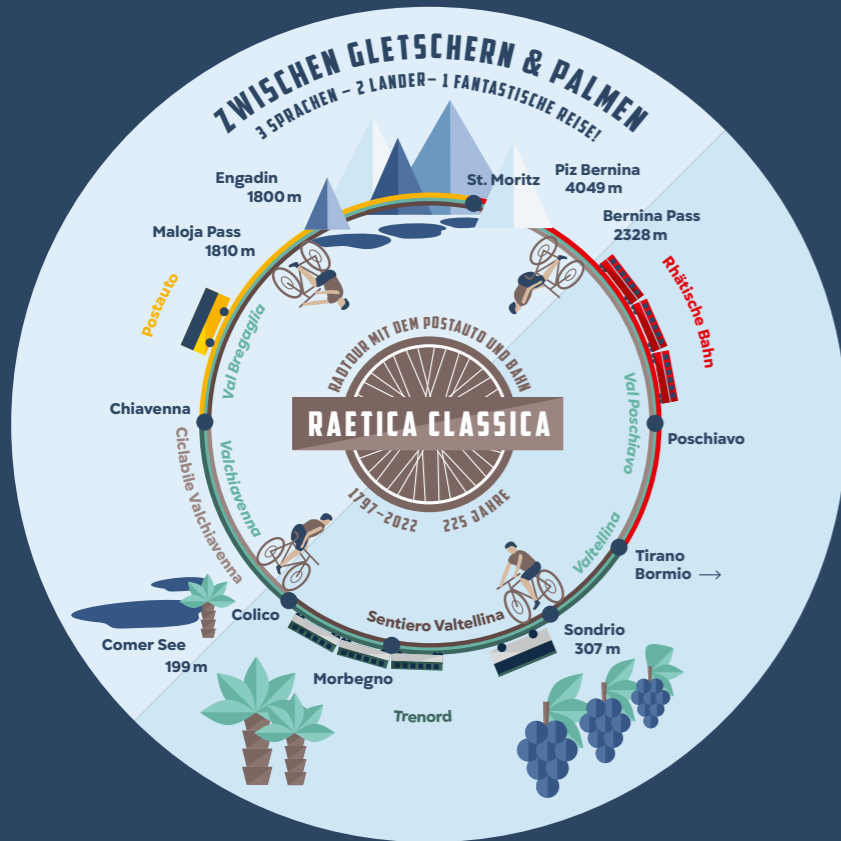 ZWISCHEN GLETSCHERN & PALMEN
3 SPRACHEN – 2 LANDER– 1 FANTASTISCHE REISE!
Engadin
1800 m
St. Moritz
Piz Bernina
4049 m
Maloja Pass
1810 m
Bernina Pass
2328 m
Postauto
Rhätische Bahn
Val Bregaglia
RADTOUR MIT DEM POSTAUTO UND BAHN
RAETICA CLASSICA
1797–2022 225 JAHRE
Val Poschiavo
Chiavenna
Poschiavo
Ciclabile Valchiavenna
Valchiavenna
Valtellina
Tirano
Bormio →
Colico
Sentiero Valtellina
Sondrio
307 m
Comer See
199 m
Morbegno
Trenord